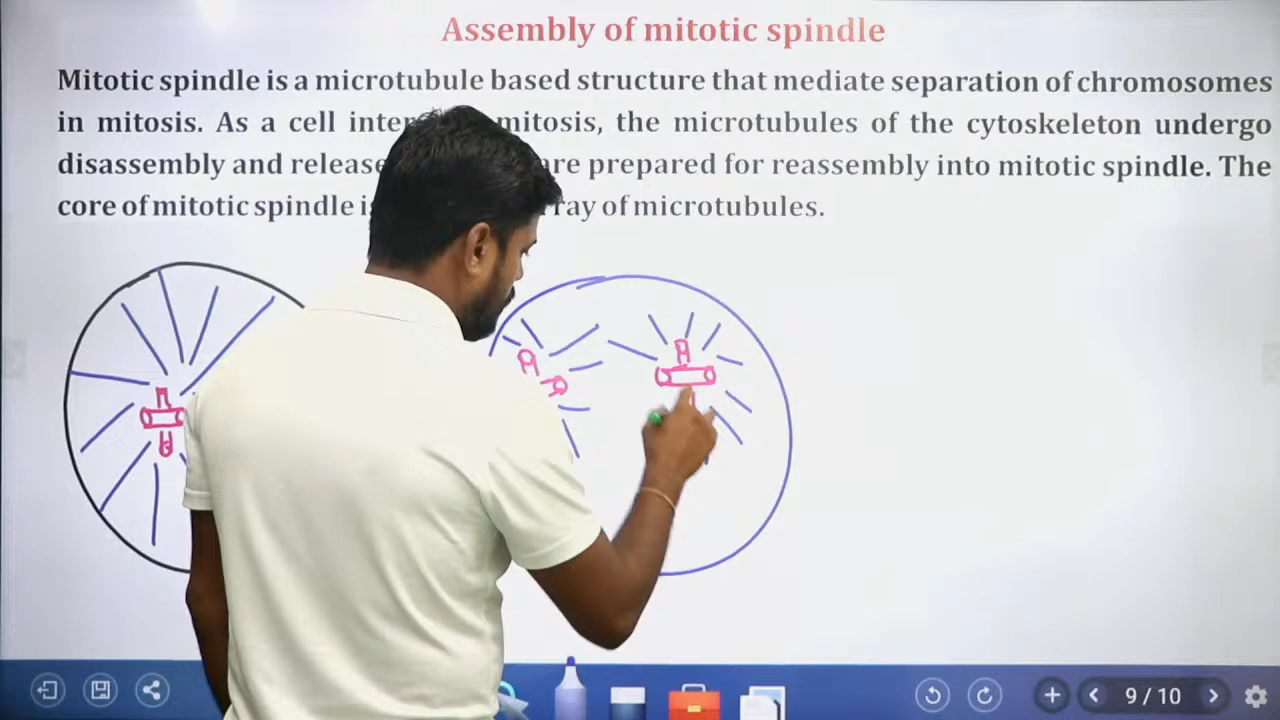 Assembly of mitotic spindle
Mitotic spindle is a microtubule based structure that mediate separation of chromosomes
in mitosis. As a cell mitosis, the microtubules of the cytoskeleton undergo
disassembly and release are prepared for reassembly into mitotic spindle. The
core of mitotic spindle of microtubules.
9 / 10